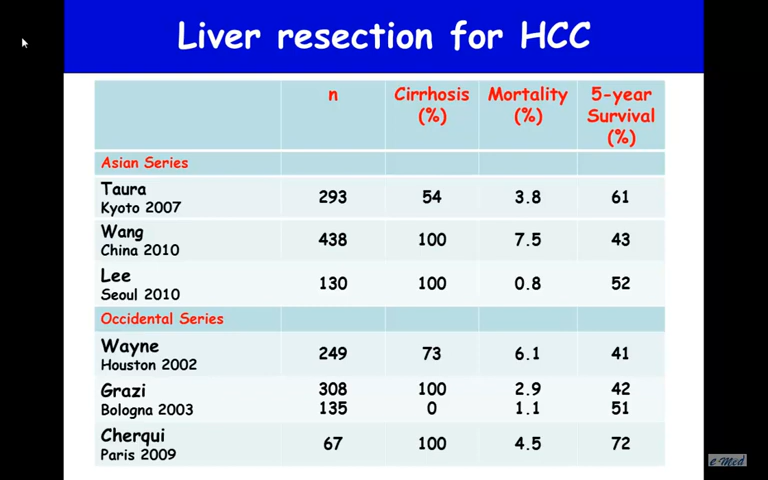 Liver resection for HCC
n Cirrhosis (%) Mortality (%) 5-year Survival (%)
Asian Series
Taura
Kyoto 2007 293 54 3.8 61
Wang
China 2010 438 100 7.5 43
Lee
Seoul 2010 130 100 0.8 52
Occidental Series
Wayne
Houston 2002 249 73 6.1 41
Grazi 308 100 2.9 42
Bologna 2003 135 0 1.1 51
Cherqui
Paris 2009 67 100 4.5 72
e-Med